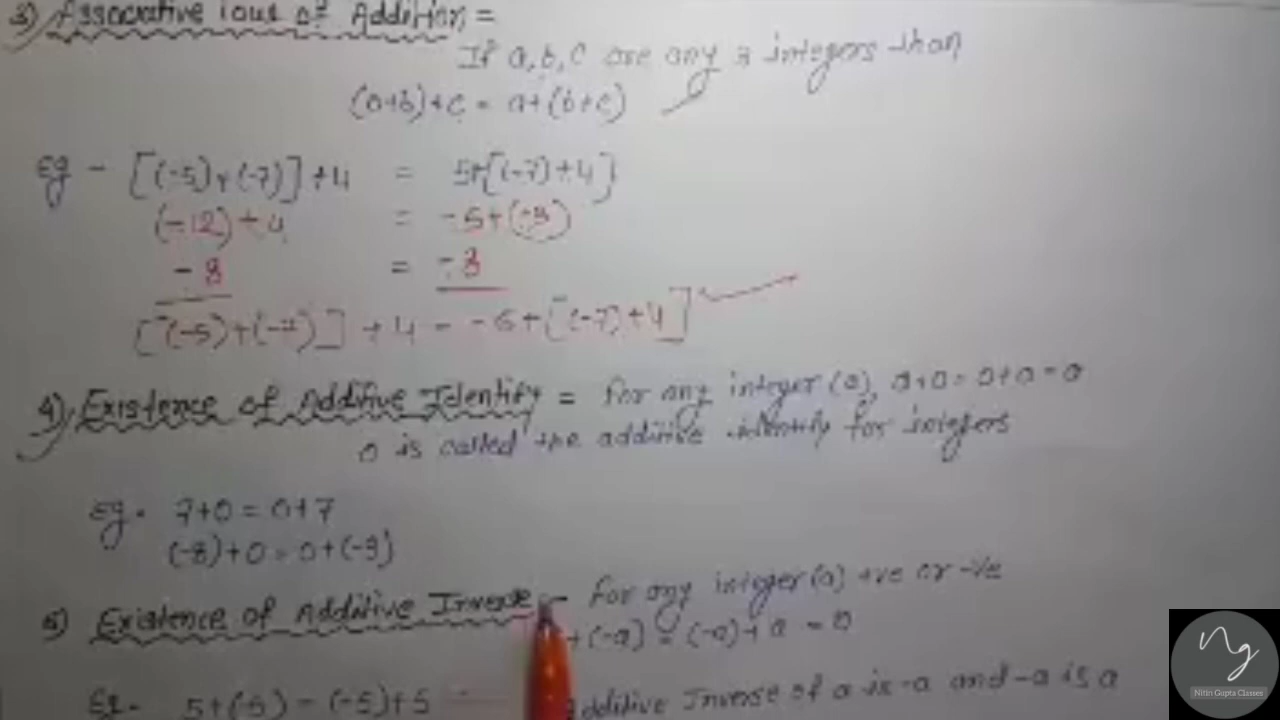 3) Associative laws of Addition =
If a, b, c are any 3 integers than
(a+b)+c = a+(b+c)
Eg - [(-5)+(-7)]+4 = 5+[(-7)+4]
(-12)+4 = -5+(-3)
-8 = -8
[(-5)+(-7)]+4 = -5+[(-7)+4]
4) Existence of Additive Identity = for any integer (a), a+0=0+a=a
0 is called the additive identity for integers
Eg. 7+0=0+7
(-8)+0=0+(-8)
5) Existence of Additive Inverse - for any integer (a) +ve or -ve
+(-a) = (-a)+a = 0
Eg. 5+(-5) = (-5)+5
Additive Inverse of a is -a and -a is a
Ng
Nitin Gupta Classes